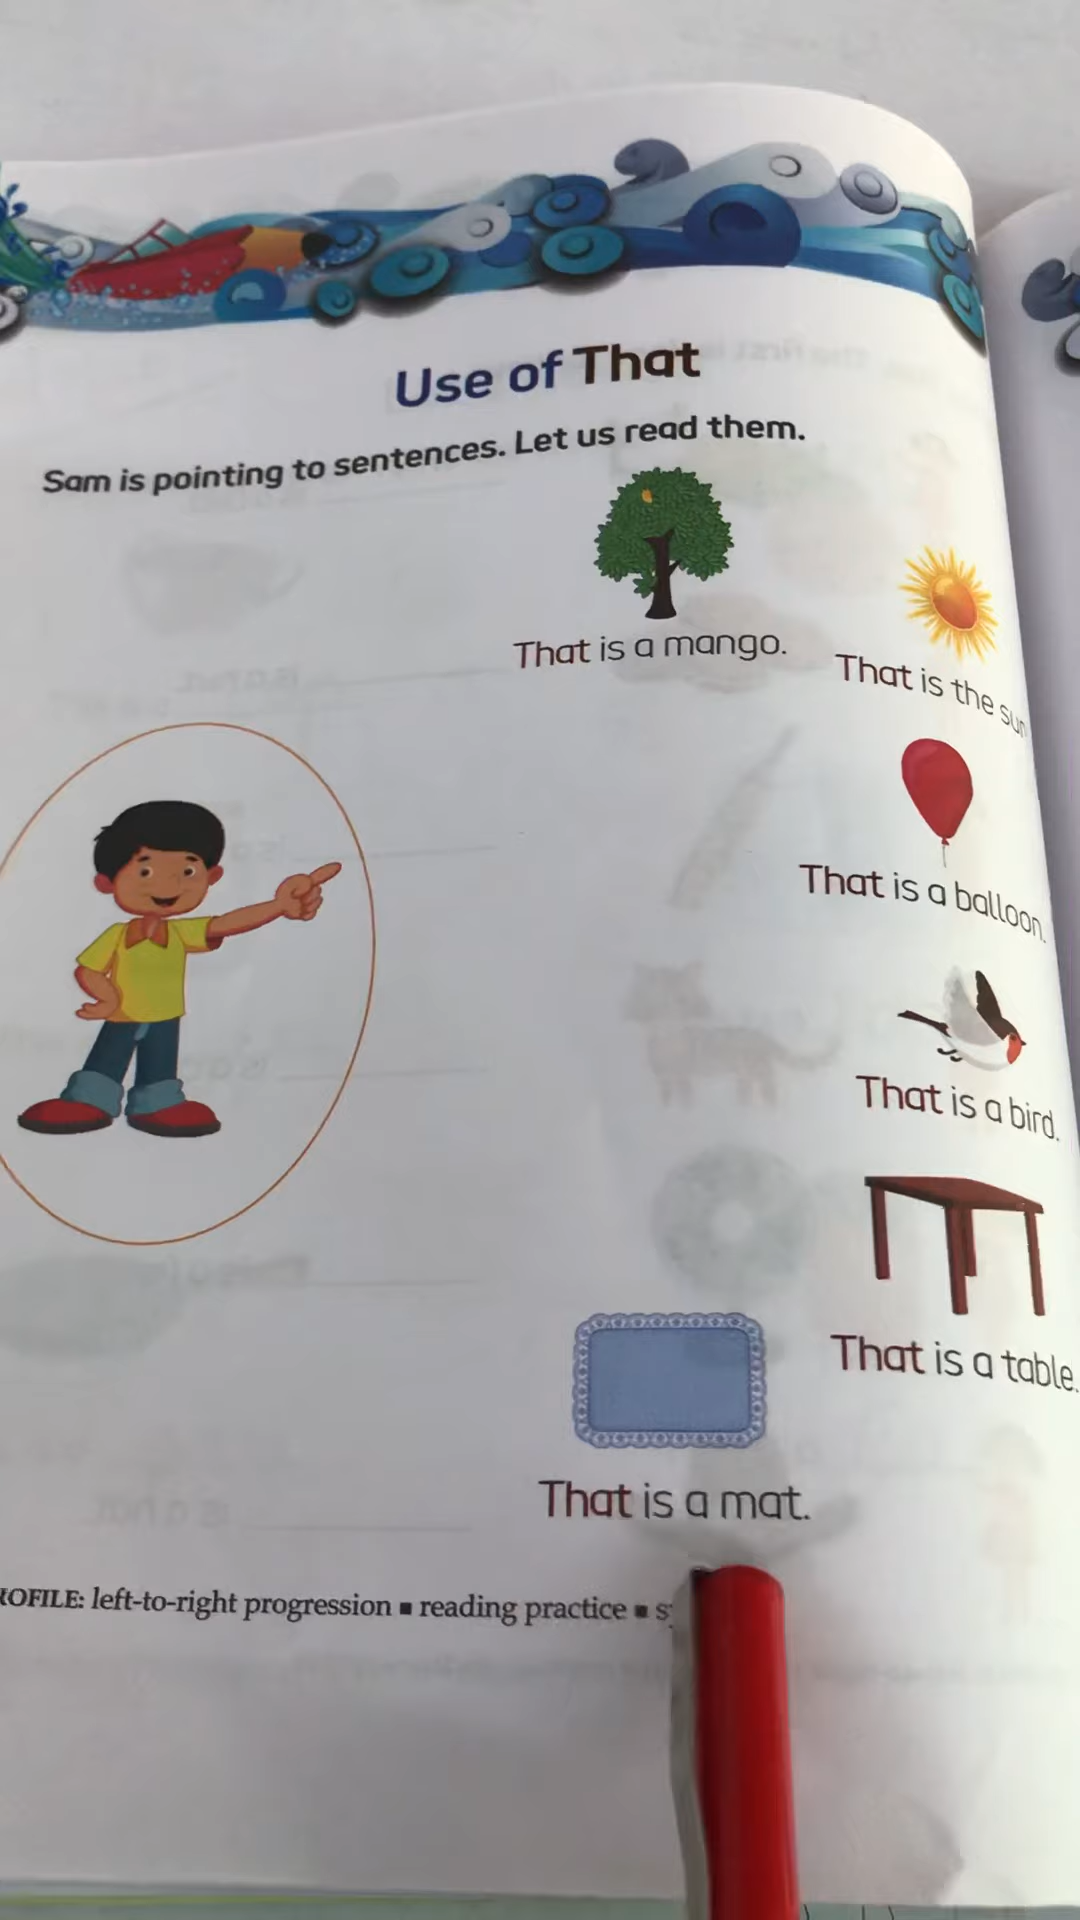 Use of That
Sam is pointing to sentences. Let us read them.
That is a mango.
That is the sun
That is a balloon.
That is a bird.
That is a table.
That is a mat.
left-to-right progression ▪ reading practice ▪